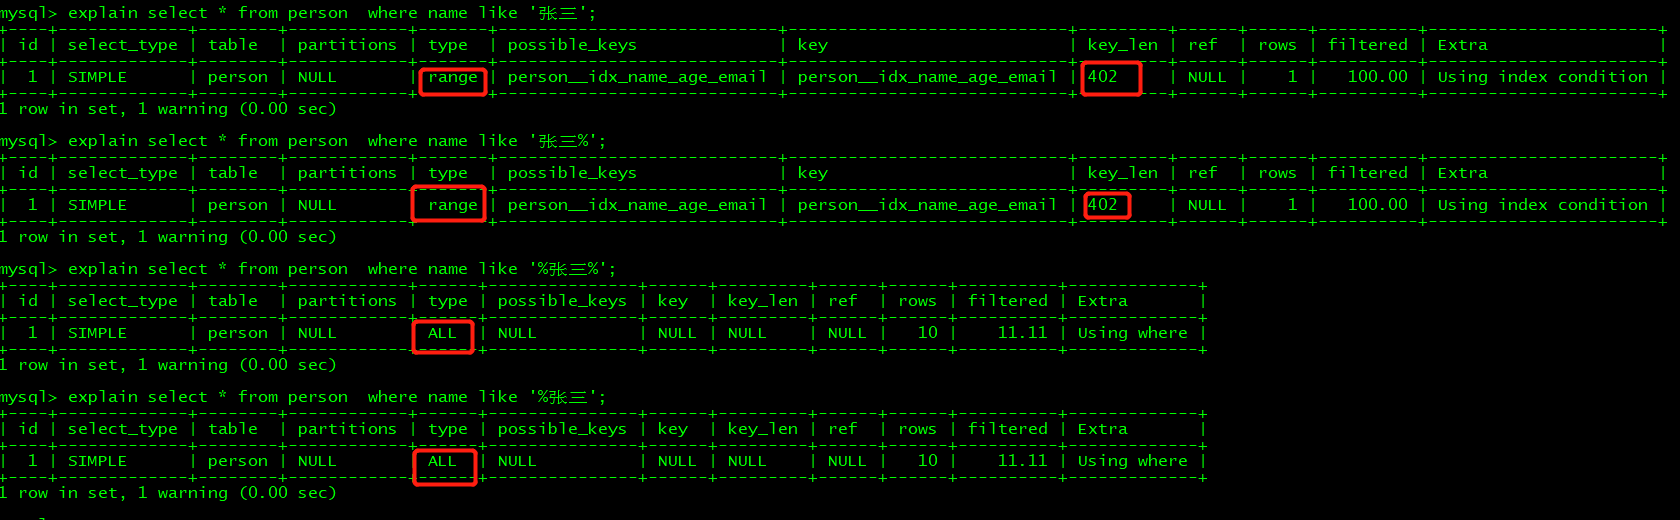 mysql> explain select * from person  where name like '张三';
+----+-------------+--------+------------+-------+----------------------------+----------------------------+---------+------+------+----------+-----------------------+
| id | select_type | table  | partitions | type  | possible_keys              | key                        | key_len | ref  | rows | filtered | Extra                 |
+----+-------------+--------+------------+-------+----------------------------+----------------------------+---------+------+------+----------+-----------------------+
| 1 | SIMPLE      | person | NULL       | range | person__idx_name_age_email | person__idx_name_age_email | 402     | NULL |    1 |   100.00 | Using index condition |
+----+-------------+--------+------------+-------+----------------------------+----------------------------+---------+------+------+----------+-----------------------+
1 row in set, 1 warning (0.00 sec)
mysql> explain select * from person  where name like '张三%';
+----+-------------+--------+------------+-------+----------------------------+----------------------------+---------+------+------+----------+-----------------------+
| id | select_type | table  | partitions | type  | possible_keys              | key                        | key_len | ref  | rows | filtered | Extra                 |
+----+-------------+--------+------------+-------+----------------------------+----------------------------+---------+------+------+----------+-----------------------+
| 1 | SIMPLE      | person | NULL       | range | person__idx_name_age_email | person__idx_name_age_email | 402     | NULL |    1 |   100.00 | Using index condition |
+----+-------------+--------+------------+-------+----------------------------+----------------------------+---------+------+------+----------+-----------------------+
1 row in set, 1 warning (0.00 sec)
mysql> explain select * from person  where name like '%张三%';
+----+-------------+--------+------------+------+---------------+------+---------+------+------+----------+-------------+
| id | select_type | table  | partitions | type | possible_keys | key  | key_len | ref  | rows | filtered | Extra       |
+----+-------------+--------+------------+------+---------------+------+---------+------+------+----------+-------------+
| 1 | SIMPLE      | person | NULL       | ALL  | NULL          | NULL | NULL    | NULL |   10 |    11.11 | Using where |
+----+-------------+--------+------------+------+---------------+------+---------+------+------+----------+-------------+
1 row in set, 1 warning (0.00 sec)
mysql> explain select * from person  where name like '%张三';
+----+-------------+--------+------------+------+---------------+------+---------+------+------+----------+-------------+
| id | select_type | table  | partitions | type | possible_keys | key  | key_len | ref  | rows | filtered | Extra       |
+----+-------------+--------+------------+------+---------------+------+---------+------+------+----------+-------------+
| 1 | SIMPLE      | person | NULL       | ALL  | NULL          | NULL | NULL    | NULL |   10 |    11.11 | Using where |
+----+-------------+--------+------------+------+---------------+------+---------+------+------+----------+-------------+
1 row in set, 1 warning (0.00 sec)